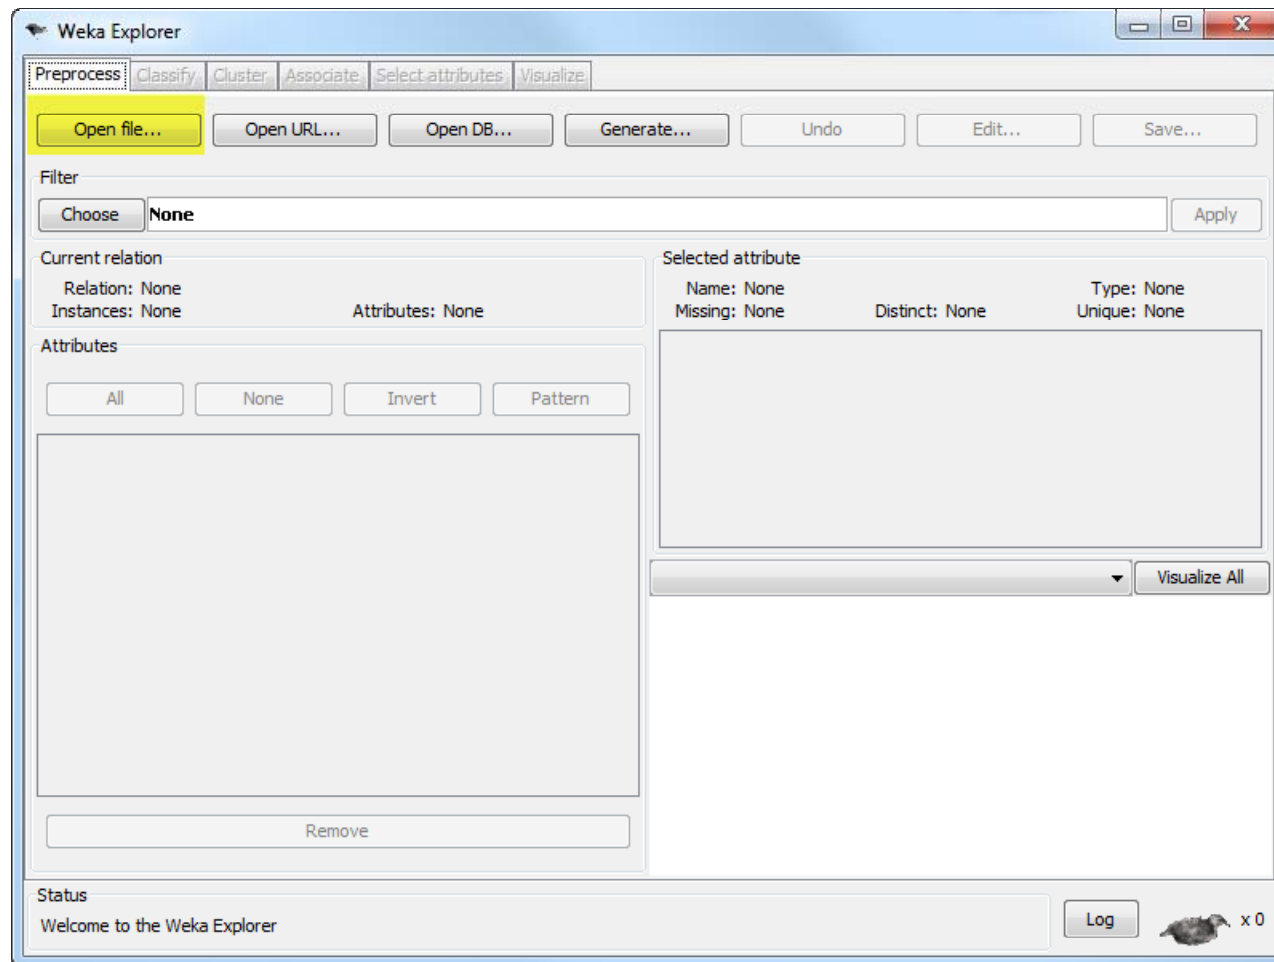 Weka Explorer
Preprocess Classify Cluster Associate Select attributes Visualize
Open file... Open URL... Open DB... Generate... Undo Edit... Save...
Filter
Choose None Apply
Current relation
Relation: None
Instances: None Attributes: None
Selected attribute
Name: None Type: None
Missing: None Distinct: None Unique: None
Attributes
All None Invert Pattern
Visualize All
Remove
Status
Welcome to the Weka Explorer
Log x 0